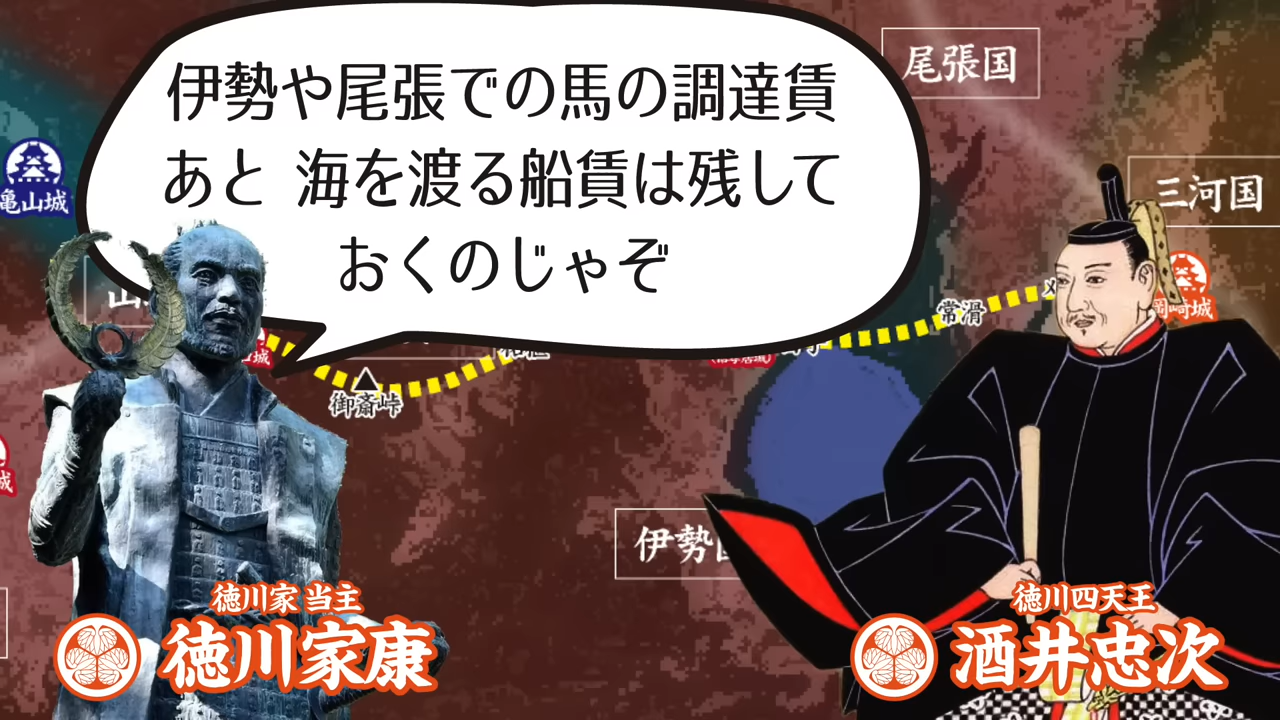 伊勢や尾張での馬の調達賃
あと 海を渡る船賃は残して
おくのじゃぞ
尾張国
三河国
亀山城
岡崎城
常滑
御斎峠
伊勢
徳川家 当主
徳川家康
徳川四天王
酒井忠次